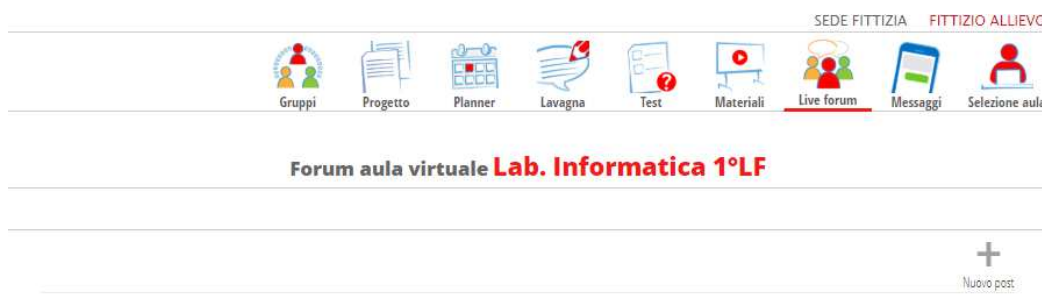 SEDE FITTIZIA FITTIZIO ALLIEVO
Gruppi Progetto Planner Lavagna Test Materiali Live forum Messaggi Selezione aula
Forum aula virtuale Lab. Informatica 1°LF
Nuovo post